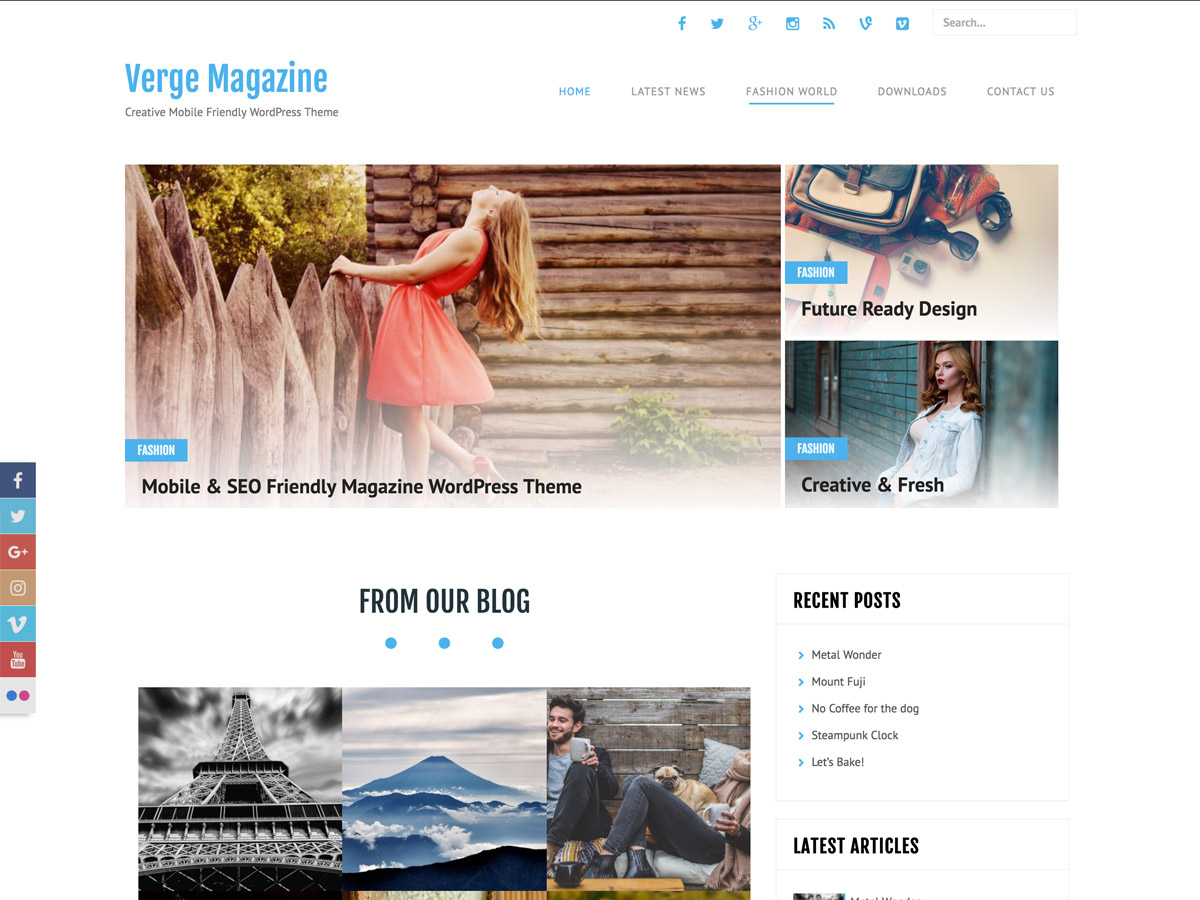 Search...
Verge Magazine
Creative Mobile Friendly WordPress Theme
HOME
LATEST NEWS
FASHION WORLD
DOWNLOADS
CONTACT US
FASHION
Mobile & SEO Friendly Magazine WordPress Theme
FASHION
Future Ready Design
FASHION
Creative & Fresh
You
Tube
FROM OUR BLOG
RECENT POSTS
Metal Wonder
Mount Fuji
No Coffee for the dog
Steampunk Clock
Let's Bake!
LATEST ARTICLES
Metal Wonder